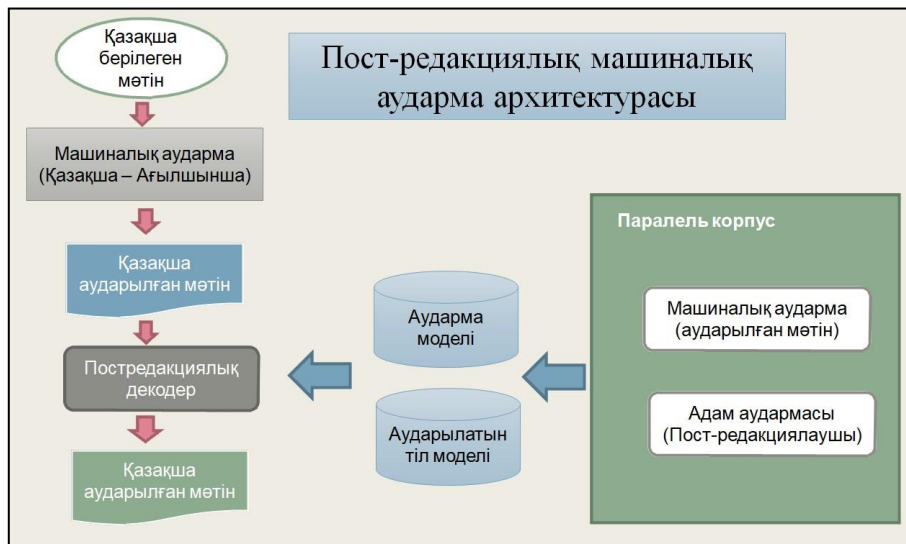 Қазақша
берілеген
мәтін
Пост-редакциялық машиналық
аударма архитектурасы
Машиналық аударма
(Қазақша – Ағылшынша)
Қазақша
аударылған мәтін
Постредакциялық
декодер
Қазақша
аударылған мәтін
Аударма
моделі
Аударылатын
тіл моделі
Паралель корпус
Машиналық аударма
(аударылған мәтін)
Адам аудармасы
(Пост-редакциялаушы)